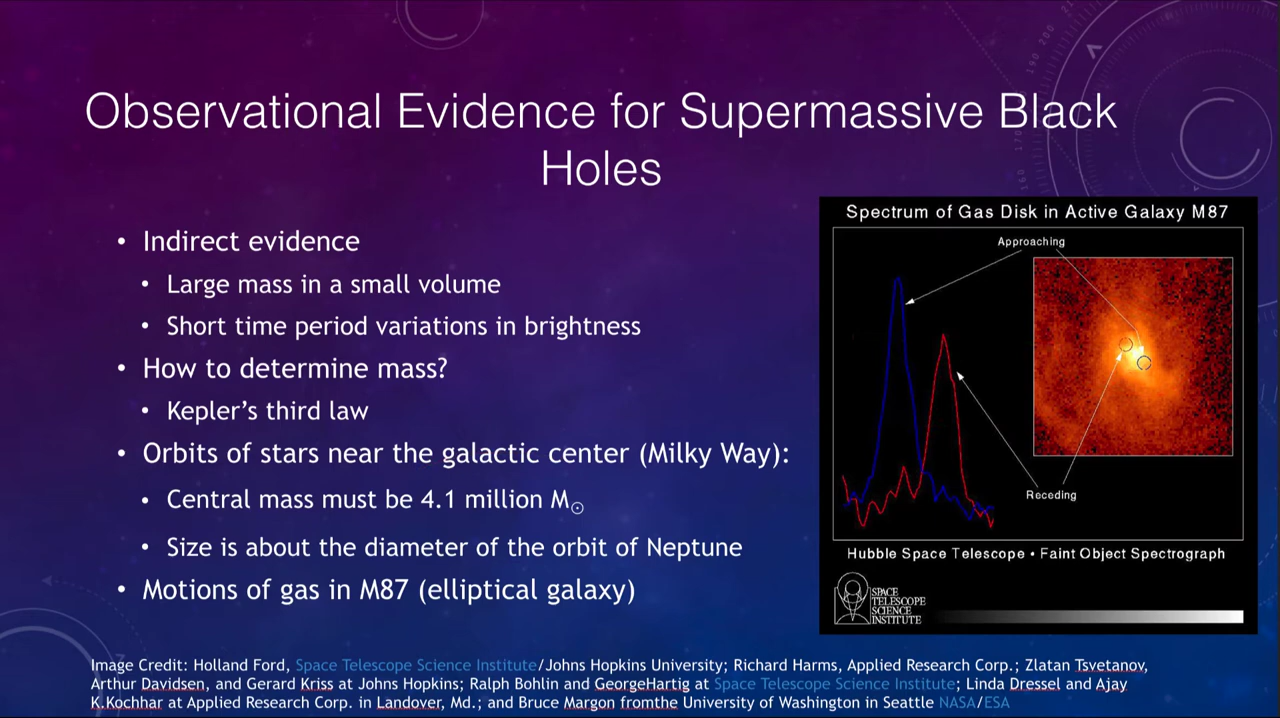 Observational Evidence for Supermassive Black
Holes
• Indirect evidence
• Large mass in a small volume
• Short time period variations in brightness
• How to determine mass?
• Kepler's third law
• Orbits of stars near the galactic center (Milky Way):
• Central mass must be 4.1 million M☉
• Size is about the diameter of the orbit of Neptune
• Motions of gas in M87 (elliptical galaxy)
Spectrum of Gas Disk in Active Galaxy M87
Approaching
Receding
Hubble Space Telescope • Faint Object Spectrograph
SPACE
TELESCOPE
SCIENCE
INSTITUTE
Image Credit: Holland Ford, Space Telescope Science Institute/Johns Hopkins University; Richard Harms, Applied Research Corp.; Zlatan Tsvetanov,
Arthur Davidsen, and Gerard Kriss at Johns Hopkins; Ralph Bohlin and GeorgeHartig at Space Telescope Science Institute; Linda Dressel and Ajay
K.Kochhar at Applied Research Corp. in Landover, Md.; and Bruce Margon fromthe University of Washington in Seattle NASA/ESA
200
190
170
160